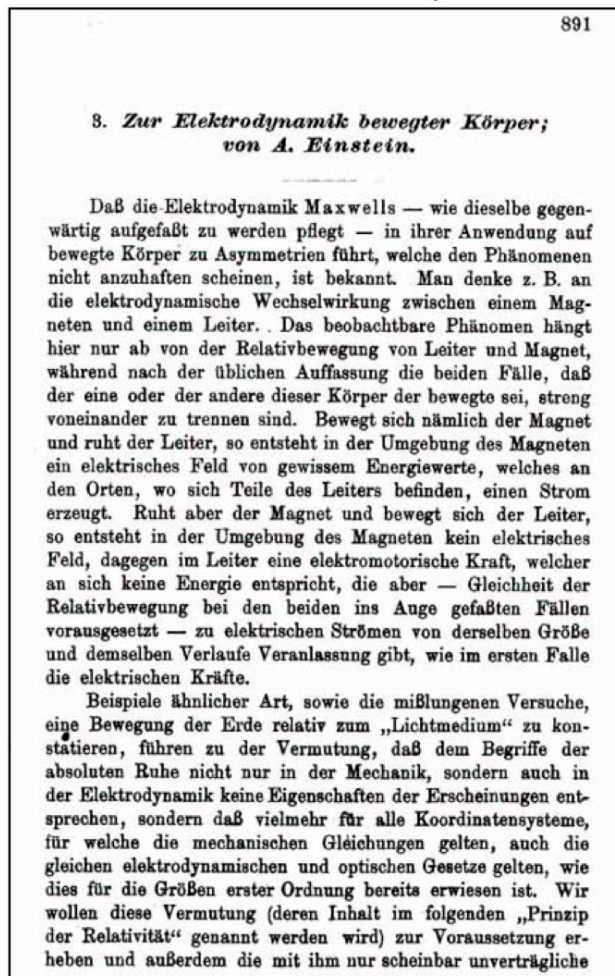 891
3. Zur Elektrodynamik bewegter Körper;
von A. Einstein.
Daß die Elektrodynamik Maxwells — wie dieselbe gegen-
wärtig aufgefaßt zu werden pflegt — in ihrer Anwendung auf
bewegte Körper zu Asymmetrien führt, welche den Phänomenen
nicht anzuhaften scheinen, ist bekannt. Man denke z. B. an
die elektrodynamische Wechselwirkung zwischen einem Mag-
neten und einem Leiter. Das beobachtbare Phänomen hängt
hier nur ab von der Relativbewegung von Leiter und Magnet,
während nach der üblichen Auffassung die beiden Fälle, daß
der eine oder der andere dieser Körper der bewegte sei, streng
voneinander zu trennen sind. Bewegt sich nämlich der Magnet
und ruht der Leiter, so entsteht in der Umgebung des Magneten
ein elektrisches Feld von gewissem Energiewerte, welches an
den Orten, wo sich Teile des Leiters befinden, einen Strom
erzeugt. Ruht aber der Magnet und bewegt sich der Leiter,
so entsteht in der Umgebung des Magneten kein elektrisches
Feld, dagegen im Leiter eine elektromotorische Kraft, welcher
an sich keine Energie entspricht, die aber — Gleichheit der
Relativbewegung bei den beiden ins Auge gefaßten Fällen
vorausgesetzt — zu elektrischen Strömen von derselben Größe
und demselben Verlaufe Veranlassung gibt, wie im ersten Falle
die elektrischen Kräfte.
Beispiele ähnlicher Art, sowie die mißlungenen Versuche,
eine Bewegung der Erde relativ zum „Lichtmedium“ zu kon-
statieren, führen zu der Vermutung, daß dem Begriffe der
absoluten Ruhe nicht nur in der Mechanik, sondern auch in
der Elektrodynamik keine Eigenschaften der Erscheinungen ent-
sprechen, sondern daß vielmehr für alle Koordinatensysteme,
für welche die mechanischen Gleichungen gelten, auch die
gleichen elektrodynamischen und optischen Gesetze gelten, wie
dies für die Größen erster Ordnung bereits erwiesen ist. Wir
wollen diese Vermutung (deren Inhalt im folgenden „Prinzip
der Relativität“ genannt werden wird) zur Voraussetzung er-
heben und außerdem die mit ihm nur scheinbar unverträgliche